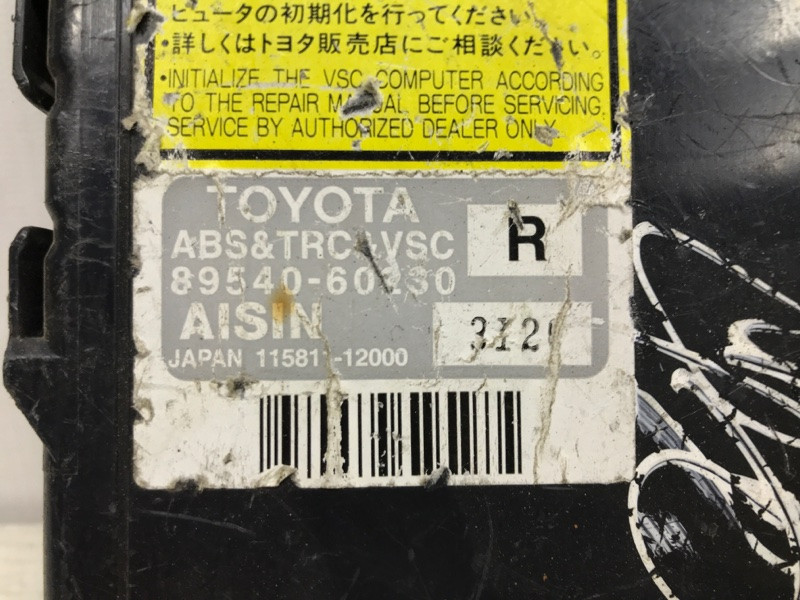 ピュータの初期化を行ってください。
•詳しくはトヨタ販売店にご相談ください。
•INITIALIZE THE VSC COMPUTER ACCORDING
TO THE REPAIR MANUAL BEFORE SERVICING.
SERVICE BY AUTHORIZED DEALER ONLY.
TOYOTA
ABS&TRC&VSC
R
AISIN
JAPAN 115811-12000